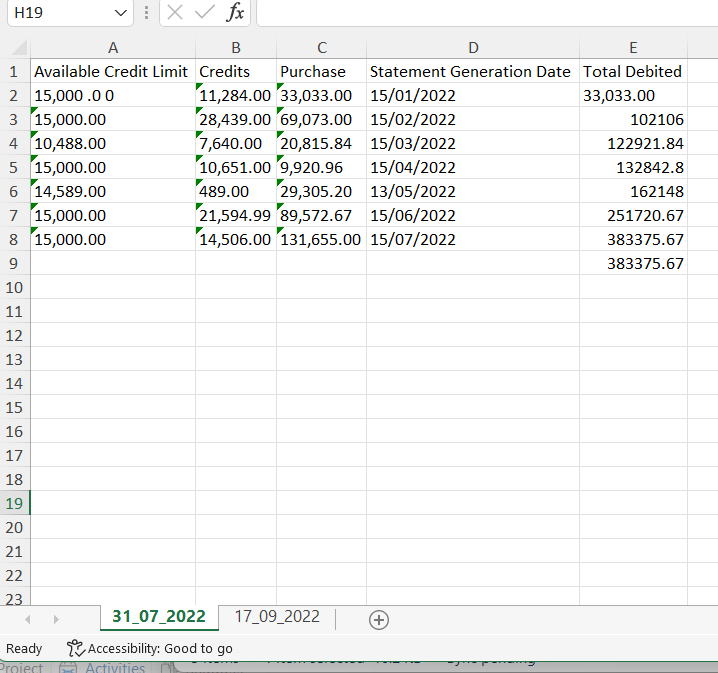 H19 fx
A B C D E
1 Available Credit Limit Credits Purchase Statement Generation Date Total Debited
2 15,000 .0 0 11,284.00 33,033.00 15/01/2022 33,033.00
3 15,000.00 28,439.00 69,073.00 15/02/2022 102106
4 10,488.00 7,640.00 20,815.84 15/03/2022 122921.84
5 15,000.00 10,651.00 9,920.96 15/04/2022 132842.8
6 14,589.00 489.00 29,305.20 13/05/2022 162148
7 15,000.00 21,594.99 89,572.67 15/06/2022 251720.67
8 15,000.00 14,506.00 131,655.00 15/07/2022 383375.67
9 383375.67
10
11
12
13
14
15
16
17
18
19
20
21
22
23
31_07_2022 17_09_2022
Ready Accessibility: Good to go
Project Activities